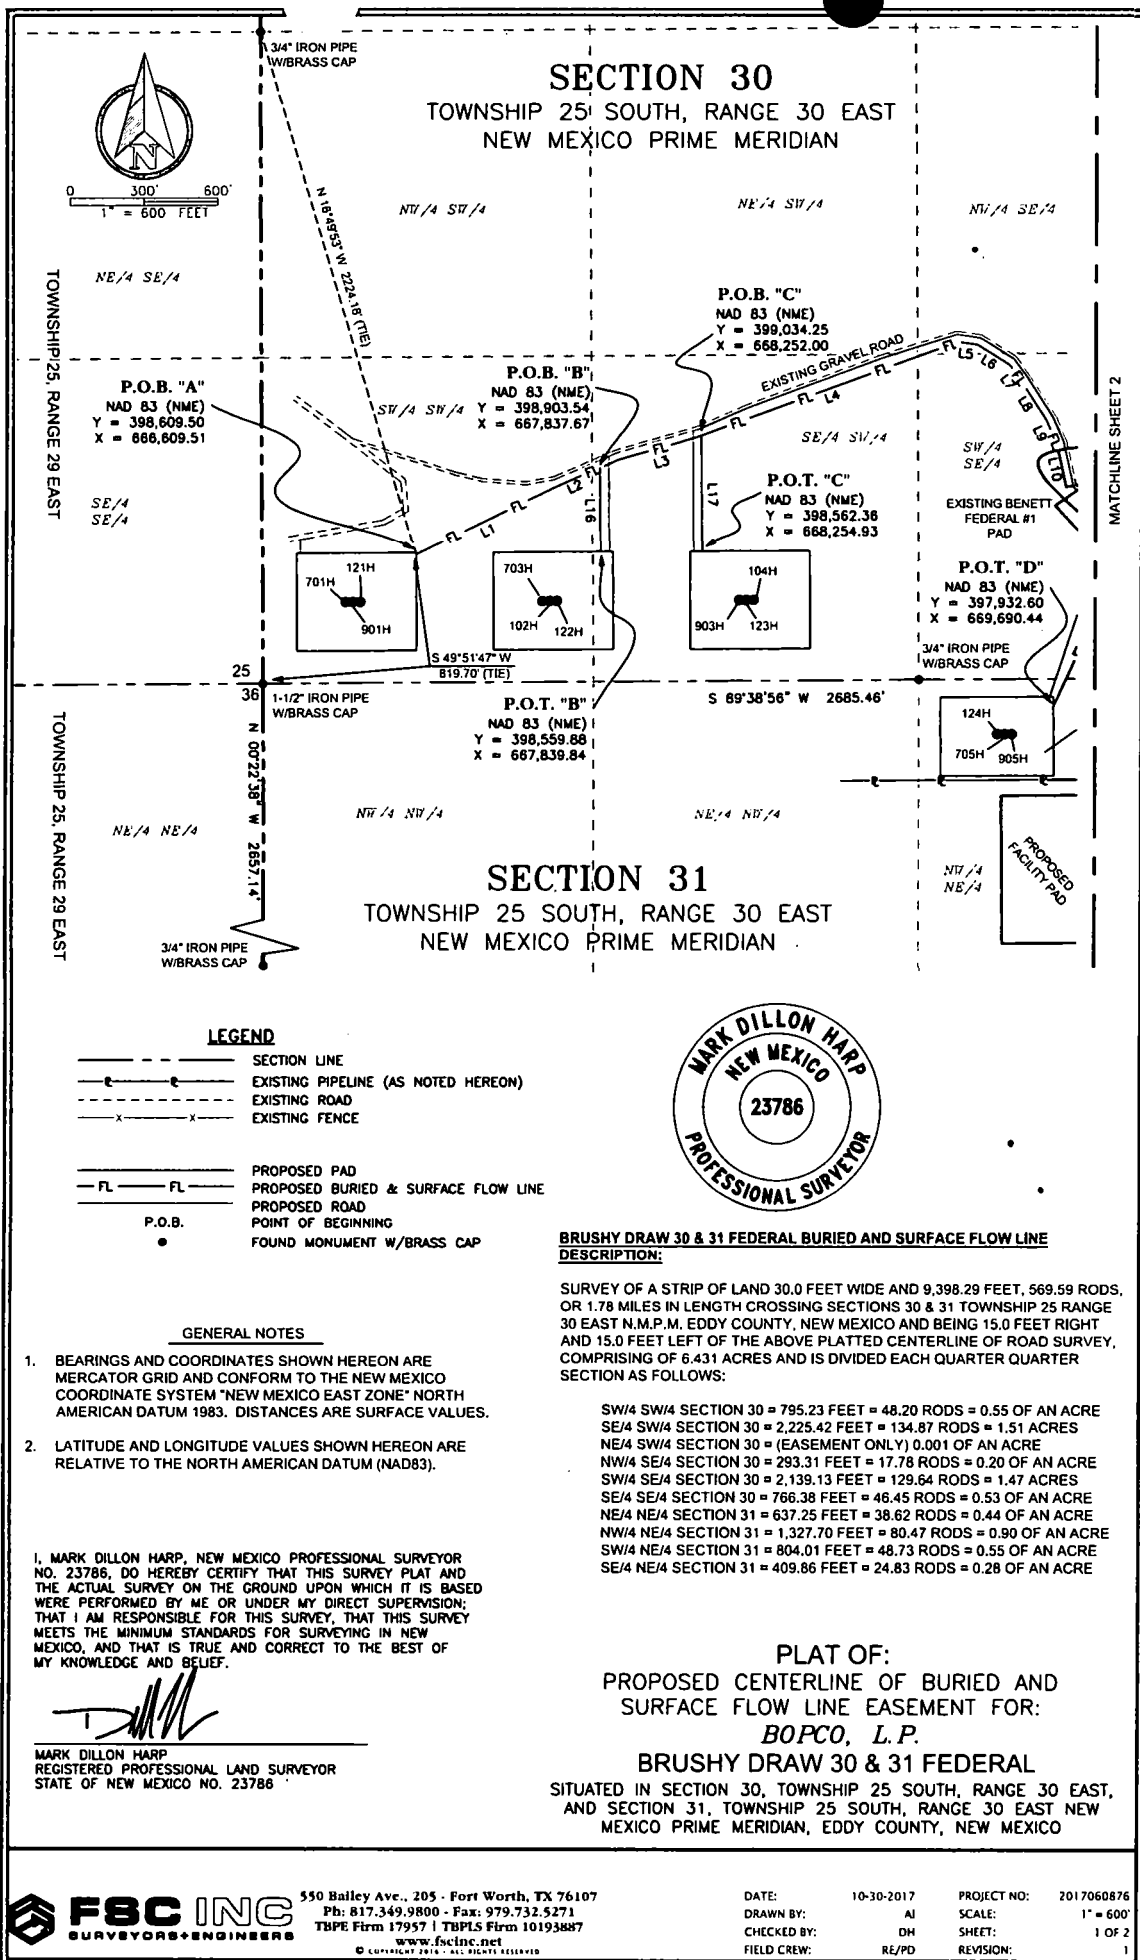 3/4" IRON PIPE
W/BRASS CAP
SECTION 30
TOWNSHIP 25 SOUTH, RANGE 30 EAST
NEW MEXICO PRIME MERIDIAN
N
0 300' 600'
1" = 600 FEET
N 16°49'53" W 2224.18' (TIE)
NW/4 SW/4
NE/4 SW/4
NW/4 SE/4
NE/4 SE/4
TOWNSHIP 25, RANGE 29 EAST
P.O.B. "C"
NAD 83 (NME)
Y = 399,034.25
X = 668,252.00
EXISTING GRAVEL ROAD
P.O.B. "A"
NAD 83 (NME)
Y = 398,609.50
X = 666,609.51
SW/4 SW/4
P.O.B. "B"
NAD 83 (NME)
Y = 398,903.54
X = 667,837.67
FL L1 FL L2 FL FL L3 FL FL L4 FL FL L5 L6 FL L7 L8 L9 FL L10
L16
L17
SE/4 SW/4
SW/4
SE/4
MATCHLINE SHEET 2
SE/4
SE/4
P.O.T. "C"
NAD 83 (NME)
Y = 398,562.36
X = 668,254.93
EXISTING BENETT
FEDERAL #1
PAD
701H 121H
901H
703H
102H 122H
104H
903H 123H
P.O.T. "D"
NAD 83 (NME)
Y = 397,932.60
X = 669,690.44
3/4" IRON PIPE
W/BRASS CAP
S 49°51'47" W
819.70' (TIE)
25
36
1-1/2" IRON PIPE
W/BRASS CAP
P.O.T. "B"
NAD 83 (NME)
Y = 398,559.88
X = 667,839.84
S 89°38'56" W 2685.46'
124H
705H 905H
N 00°22'38" W 2657.14'
TOWNSHIP 25, RANGE 29 EAST
NE/4 NE/4
NW/4 NW/4
NE/4 NW/4
NW/4
NE/4
PROPOSED
FACILITY PAD
SECTION 31
TOWNSHIP 25 SOUTH, RANGE 30 EAST
NEW MEXICO PRIME MERIDIAN
3/4" IRON PIPE
W/BRASS CAP
LEGEND
SECTION LINE
EXISTING PIPELINE (AS NOTED HEREON)
EXISTING ROAD
x x EXISTING FENCE
PROPOSED PAD
FL FL PROPOSED BURIED & SURFACE FLOW LINE
PROPOSED ROAD
P.O.B. POINT OF BEGINNING
FOUND MONUMENT W/BRASS CAP
MARK DILLON HARP
NEW MEXICO
23786
PROFESSIONAL SURVEYOR
BRUSHY DRAW 30 & 31 FEDERAL BURIED AND SURFACE FLOW LINE
DESCRIPTION:
SURVEY OF A STRIP OF LAND 30.0 FEET WIDE AND 9,398.29 FEET, 569.59 RODS,
OR 1.78 MILES IN LENGTH CROSSING SECTIONS 30 & 31 TOWNSHIP 25 RANGE
30 EAST N.M.P.M. EDDY COUNTY, NEW MEXICO AND BEING 15.0 FEET RIGHT
AND 15.0 FEET LEFT OF THE ABOVE PLATTED CENTERLINE OF ROAD SURVEY,
COMPRISING OF 6.431 ACRES AND IS DIVIDED EACH QUARTER QUARTER
SECTION AS FOLLOWS:
SW/4 SW/4 SECTION 30 = 795.23 FEET = 48.20 RODS = 0.55 OF AN ACRE
SE/4 SW/4 SECTION 30 = 2,225.42 FEET = 134.87 RODS = 1.51 ACRES
NE/4 SW/4 SECTION 30 = (EASEMENT ONLY) 0.001 OF AN ACRE
NW/4 SE/4 SECTION 30 = 293.31 FEET = 17.78 RODS = 0.20 OF AN ACRE
SW/4 SE/4 SECTION 30 = 2,139.13 FEET = 129.64 RODS = 1.47 ACRES
SE/4 SE/4 SECTION 30 = 766.38 FEET = 46.45 RODS = 0.53 OF AN ACRE
NE/4 NE/4 SECTION 31 = 637.25 FEET = 38.62 RODS = 0.44 OF AN ACRE
NW/4 NE/4 SECTION 31 = 1,327.70 FEET = 80.47 RODS = 0.90 OF AN ACRE
SW/4 NE/4 SECTION 31 = 804.01 FEET = 48.73 RODS = 0.55 OF AN ACRE
SE/4 NE/4 SECTION 31 = 409.86 FEET = 24.83 RODS = 0.28 OF AN ACRE
GENERAL NOTES
1. BEARINGS AND COORDINATES SHOWN HEREON ARE
MERCATOR GRID AND CONFORM TO THE NEW MEXICO
COORDINATE SYSTEM "NEW MEXICO EAST ZONE" NORTH
AMERICAN DATUM 1983. DISTANCES ARE SURFACE VALUES.
2. LATITUDE AND LONGITUDE VALUES SHOWN HEREON ARE
RELATIVE TO THE NORTH AMERICAN DATUM (NAD83).
I, MARK DILLON HARP, NEW MEXICO PROFESSIONAL SURVEYOR
NO. 23786, DO HEREBY CERTIFY THAT THIS SURVEY PLAT AND
THE ACTUAL SURVEY ON THE GROUND UPON WHICH IT IS BASED
WERE PERFORMED BY ME OR UNDER MY DIRECT SUPERVISION;
THAT I AM RESPONSIBLE FOR THIS SURVEY, THAT THIS SURVEY
MEETS THE MINIMUM STANDARDS FOR SURVEYING IN NEW
MEXICO, AND THAT IS TRUE AND CORRECT TO THE BEST OF
MY KNOWLEDGE AND BELIEF.
MARK DILLON HARP
REGISTERED PROFESSIONAL LAND SURVEYOR
STATE OF NEW MEXICO NO. 23786
PLAT OF:
PROPOSED CENTERLINE OF BURIED AND
SURFACE FLOW LINE EASEMENT FOR:
BOPCO, L.P.
BRUSHY DRAW 30 & 31 FEDERAL
SITUATED IN SECTION 30, TOWNSHIP 25 SOUTH, RANGE 30 EAST,
AND SECTION 31, TOWNSHIP 25 SOUTH, RANGE 30 EAST NEW
MEXICO PRIME MERIDIAN, EDDY COUNTY, NEW MEXICO
FSC INC
SURVEYORS+ENGINEERS
550 Bailey Ave., 205 - Fort Worth, TX 76107
Ph: 817.349.9800 - Fax: 979.732.5271
TBPE Firm 17957 | TBPLS Firm 10193887
www.fscinc.net
© COPYRIGHT 2016 - ALL RIGHTS RESERVED
DATE: 10-30-2017 PROJECT NO: 2017060876
DRAWN BY: AI SCALE: 1" = 600'
CHECKED BY: DH SHEET: 1 OF 2
FIELD CREW: RE/PD REVISION: 1